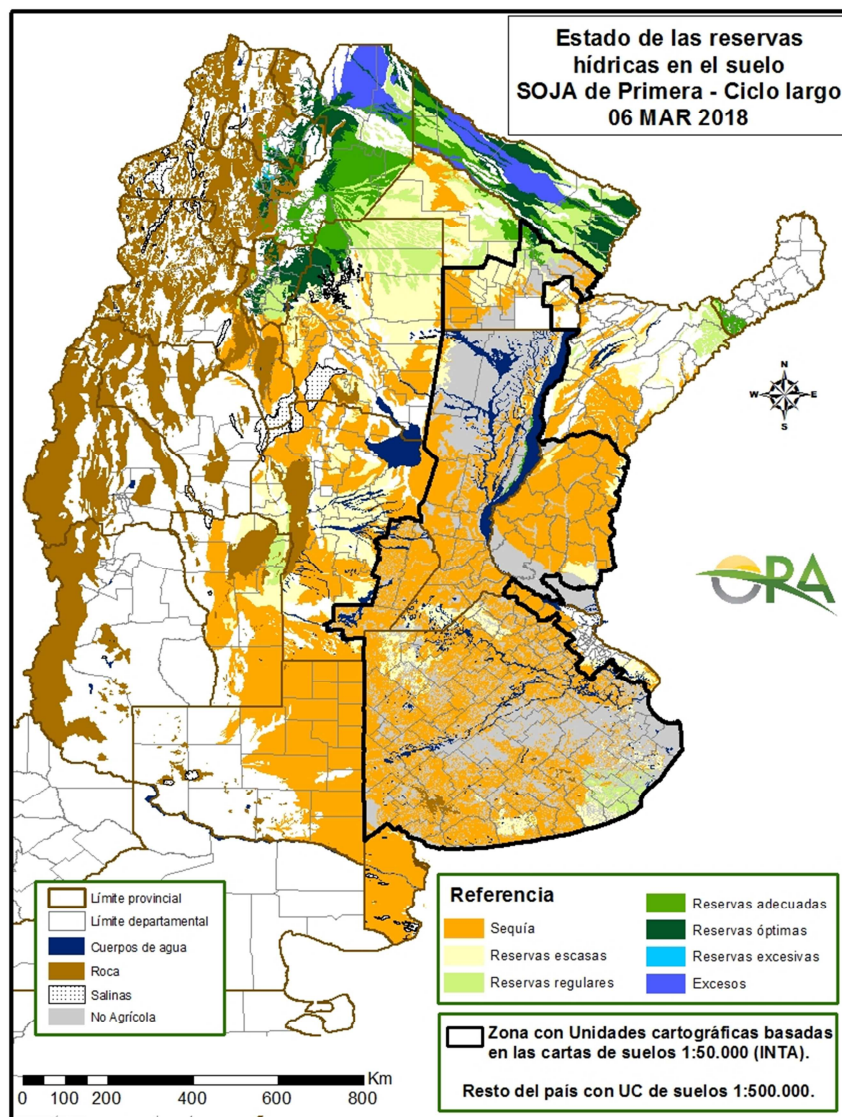 Estado de las reservas
hídricas en el suelo
SOJA de Primera - Ciclo largo
06 MAR 2018
N
W E
S
ORA
Límite provincial
Límite departamental
Cuerpos de agua
Roca
Salinas
No Agrícola
Referencia
Sequía
Reservas escasas
Reservas regulares
Reservas adecuadas
Reservas óptimas
Reservas excesivas
Excesos
Zona con Unidades cartográficas basadas
en las cartas de suelos 1:50.000 (INTA).
Resto del país con UC de suelos 1:500.000.
Km
0 100 200 400 600 800